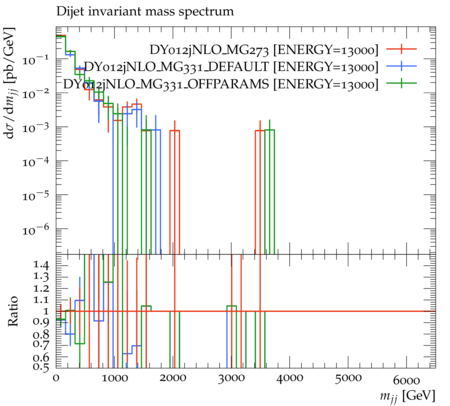 Dijet invariant mass spectrum
dσ/dm_jj [pb/GeV]
DY012jNLO_MG273 [ENERGY=13000]
DY012jNLO_MG331_DEFAULT [ENERGY=13000]
DY012jNLO_MG331_OFFPARAMS [ENERGY=13000]
10⁻¹
10⁻²
10⁻³
10⁻⁴
10⁻⁵
10⁻⁶
Ratio
1.4
1.3
1.2
1.1
1
0.9
0.8
0.7
0.6
0.5
0 1000 2000 3000 4000 5000 6000
m_jj [GeV]